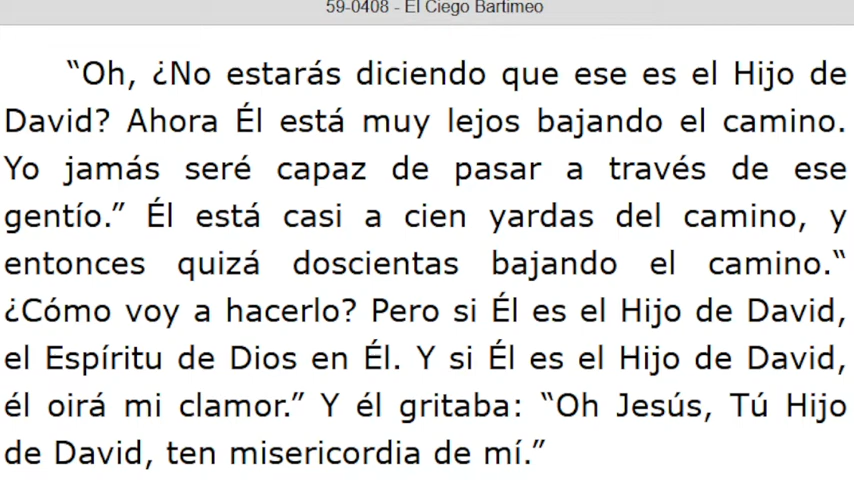 59-0408 - El Ciego Bartimeo
“Oh, ¿No estarás diciendo que ese es el Hijo de
David? Ahora Él está muy lejos bajando el camino.
Yo jamás seré capaz de pasar a través de ese
gentío.” Él está casi a cien yardas del camino, y
entonces quizá doscientas bajando el camino.“
¿Cómo voy a hacerlo? Pero si Él es el Hijo de David,
el Espíritu de Dios en Él. Y si Él es el Hijo de David,
él oirá mi clamor.” Y él gritaba: “Oh Jesús, Tú Hijo
de David, ten misericordia de mí.”